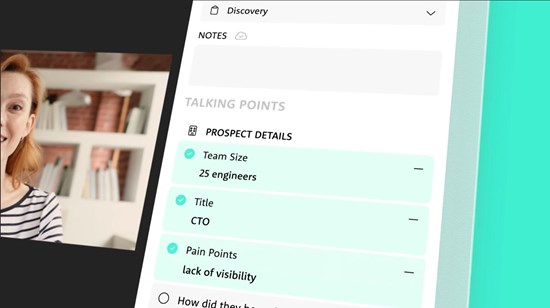 Discovery
NOTES
TALKING POINTS
PROSPECT DETAILS
Team Size
25 engineers
Title
CTO
Pain Points
lack of visibility
How did they